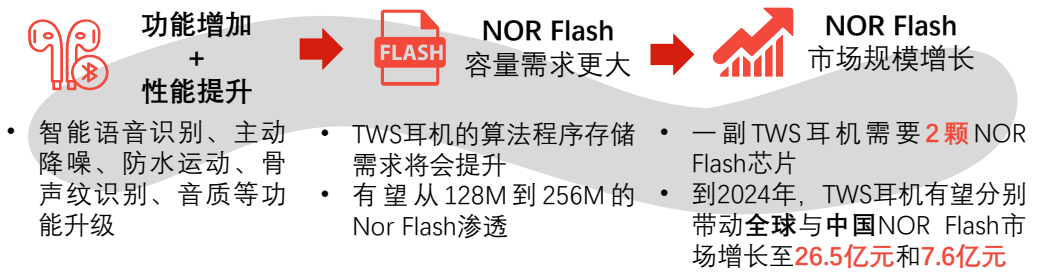 功能增加
+
性能提升
FLASH
NOR Flash
容量需求更大
NOR Flash
市场规模增长
• 智能语音识别、主动
降噪、防水运动、骨
声纹识别、音质等功
能升级
• TWS耳机的算法程序存储
需求将会提升
• 有望从128M到256M的
Nor Flash渗透
• 一副TWS耳机需要2颗NOR
Flash芯片
• 到2024年，TWS耳机有望分别
带动全球与中国NOR Flash市
场增长至26.5亿元和7.6亿元